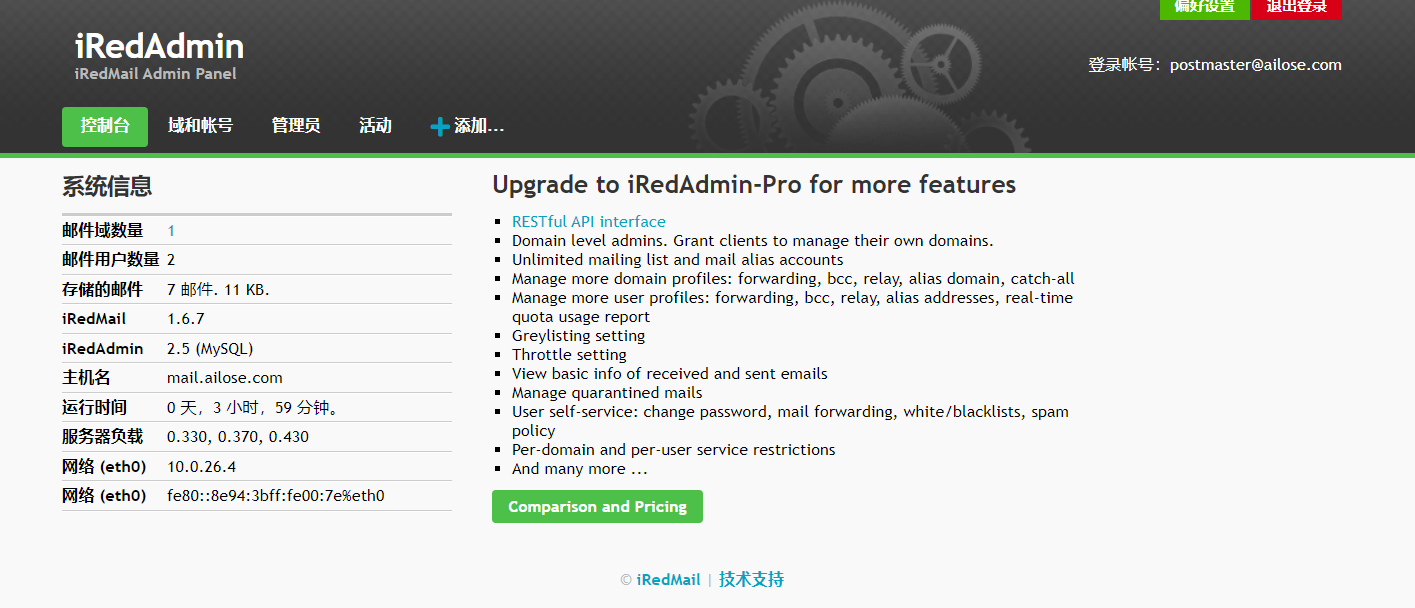 偏好设置 退出登录
iRedAdmin
iRedMail Admin Panel
登录帐号：postmaster@ailose.com
控制台 域和帐号 管理员 活动 添加...
系统信息
邮件域数量 1
邮件用户数量 2
存储的邮件 7 邮件. 11 KB.
iRedMail 1.6.7
iRedAdmin 2.5 (MySQL)
主机名 mail.ailose.com
运行时间 0 天，3 小时，59 分钟。
服务器负载 0.330, 0.370, 0.430
网络 (eth0) 10.0.26.4
网络 (eth0) fe80::8e94:3bff:fe00:7e%eth0
Upgrade to iRedAdmin-Pro for more features
RESTful API interface
Domain level admins. Grant clients to manage their own domains.
Unlimited mailing list and mail alias accounts
Manage more domain profiles: forwarding, bcc, relay, alias domain, catch-all
Manage more user profiles: forwarding, bcc, relay, alias addresses, real-time
quota usage report
Greylisting setting
Throttle setting
View basic info of received and sent emails
Manage quarantined mails
User self-service: change password, mail forwarding, white/blacklists, spam
policy
Per-domain and per-user service restrictions
And many more ...
Comparison and Pricing
© iRedMail | 技术支持